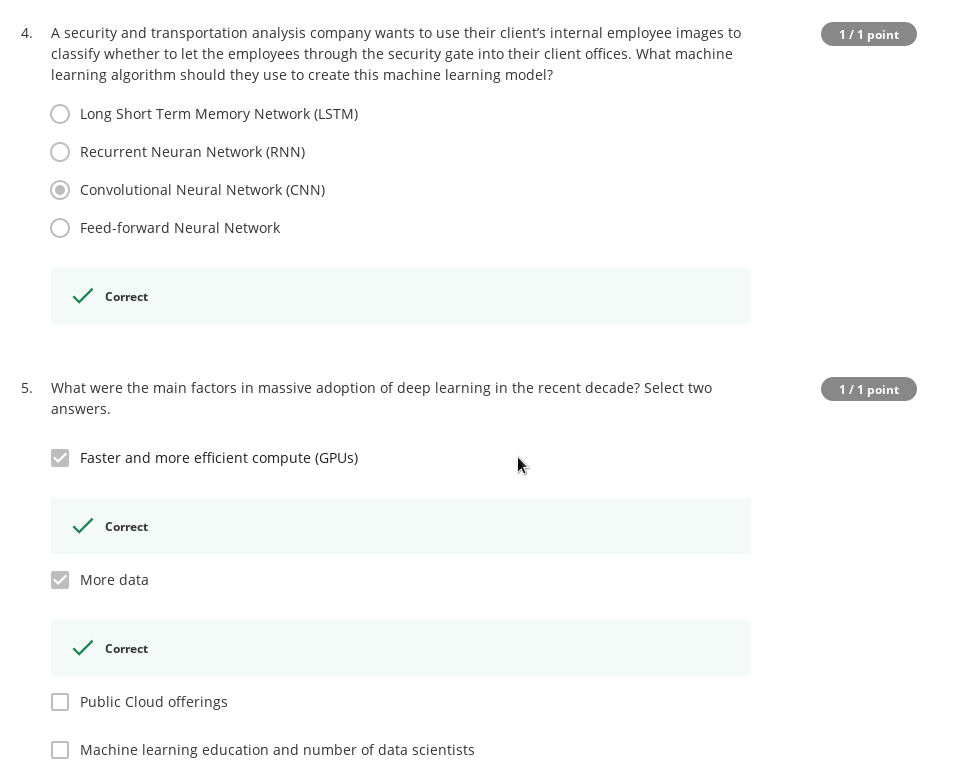 4. A security and transportation analysis company wants to use their client’s internal employee images to 1 / 1 point
classify whether to let the employees through the security gate into their client offices. What machine
learning algorithm should they use to create this machine learning model?
Long Short Term Memory Network (LSTM)
Recurrent Neuran Network (RNN)
Convolutional Neural Network (CNN)
Feed-forward Neural Network
Correct
5. What were the main factors in massive adoption of deep learning in the recent decade? Select two 1 / 1 point
answers.
Faster and more efficient compute (GPUs)
Correct
More data
Correct
Public Cloud offerings
Machine learning education and number of data scientists